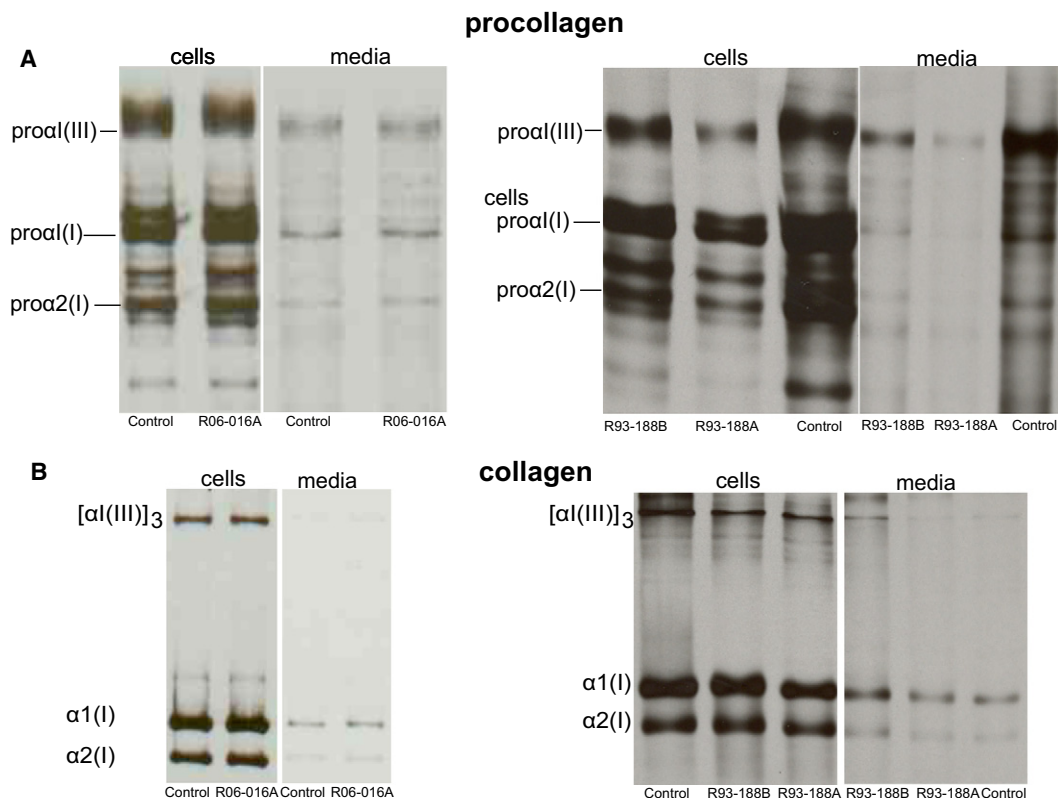 procollagen
A
cells
media
proαI(III)
proαI(I)
proα2(I)
Control
R06-016A
Control
R06-016A
cells
media
proαI(III)
cells
proαI(I)
proα2(I)
R93-188B
R93-188A
Control
R93-188B
R93-188A
Control
B
collagen
cells
media
[αI(III)]3
α1(I)
α2(I)
Control
R06-016A
Control
R06-016A
cells
media
[αI(III)]3
α1(I)
α2(I)
Control
R93-188B
R93-188A
R93-188B
R93-188A
Control